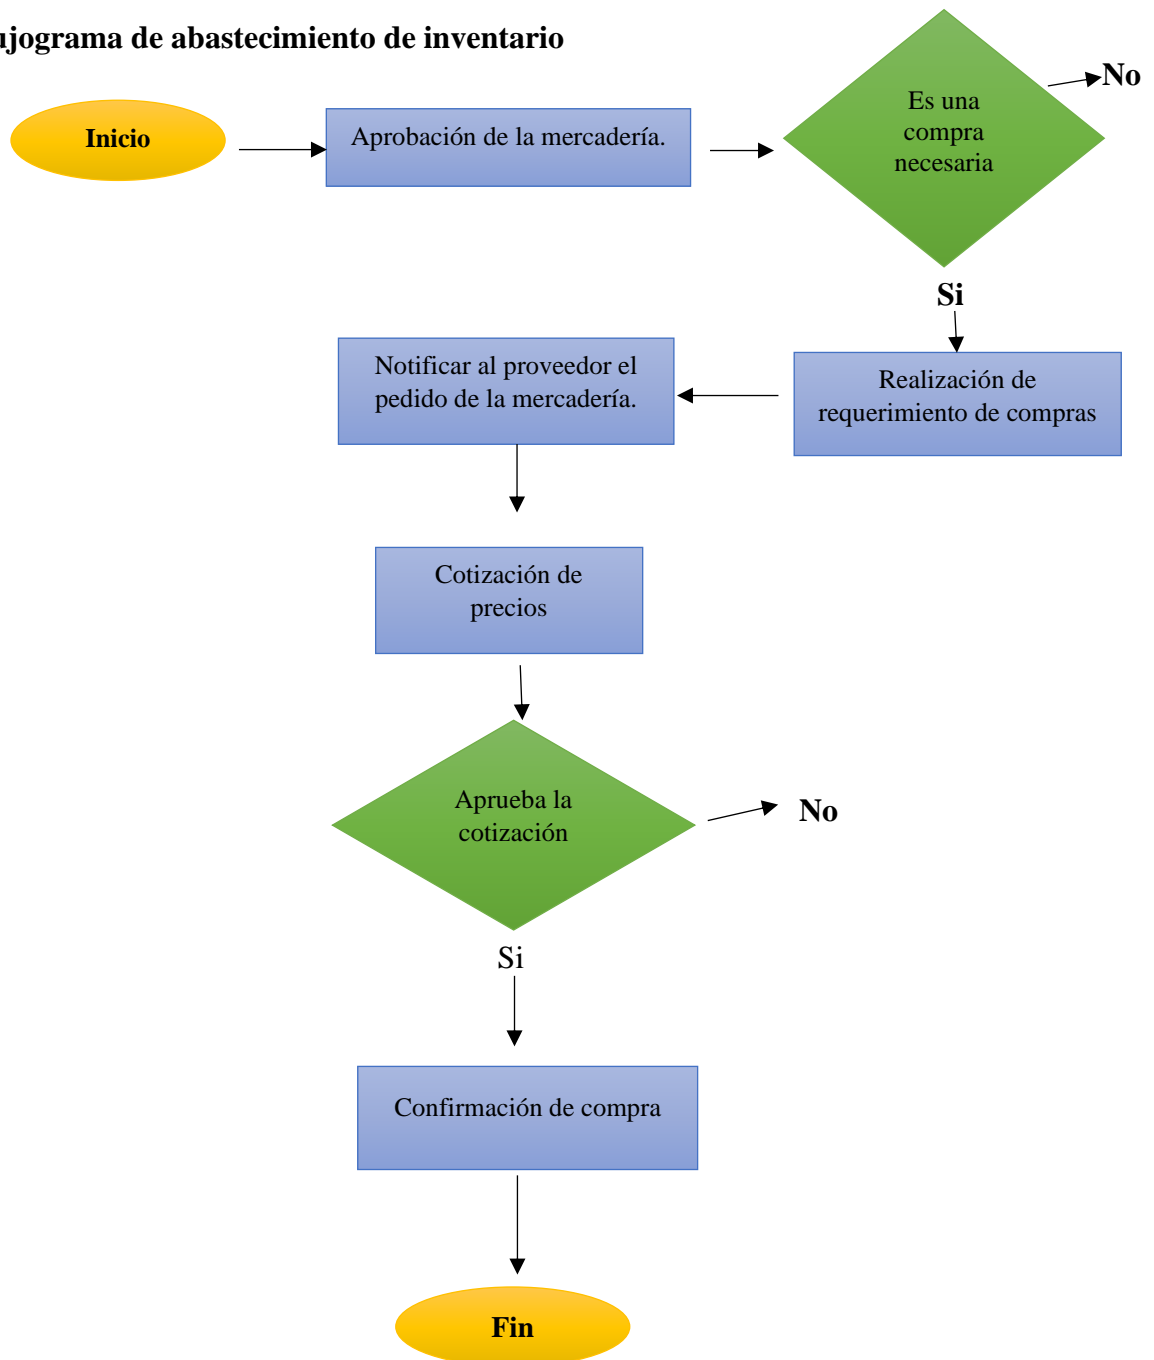 ujograma de abastecimiento de inventario
Inicio
Aprobación de la mercadería.
Es una
compra
necesaria
No
Si
Realización de
requerimiento de compras
Notificar al proveedor el
pedido de la mercadería.
Cotización de
precios
Aprueba la
cotización
No
Si
Confirmación de compra
Fin